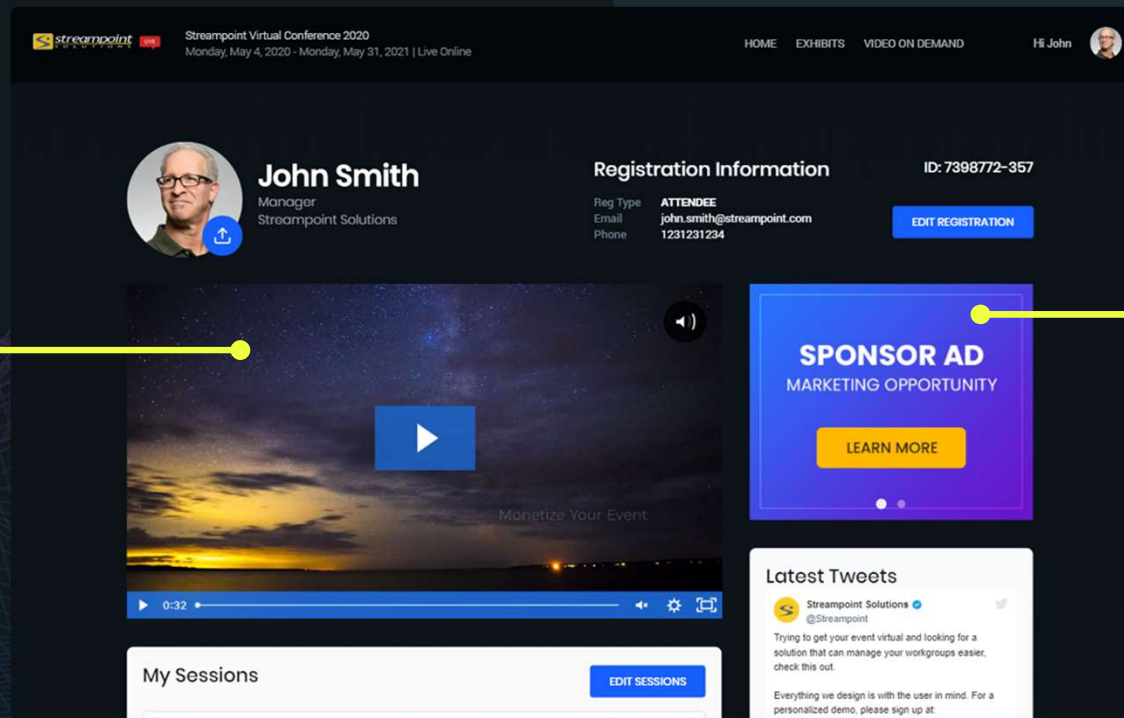 streampoint
SOLUTIONS
LIVE
Streampoint Virtual Conference 2020
Monday, May 4, 2020 - Monday, May 31, 2021 | Live Online
HOME EXHIBITS VIDEO ON DEMAND
Hi John
John Smith
Manager
Streampoint Solutions
Registration Information
ID: 7398772-357
Reg Type ATTENDEE
Email john.smith@streampoint.com
Phone 1231231234
EDIT REGISTRATION
Monetize Your Event
0:32
SPONSOR AD
MARKETING OPPORTUNITY
LEARN MORE
My Sessions
EDIT SESSIONS
Latest Tweets
Streampoint Solutions
@Streampoint
Trying to get your event virtual and looking for a
solution that can manage your workgroups easier,
check this out.
Everything we design is with the user in mind. For a
personalized demo, please sign up at: